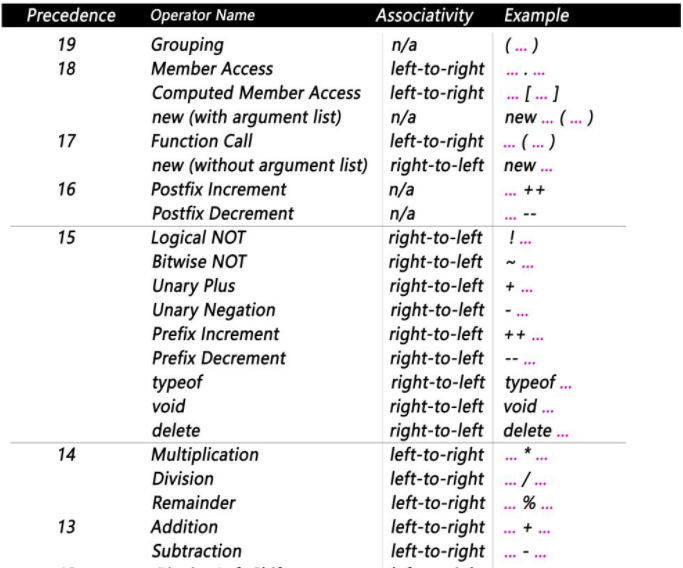 Precedence Operator Name Associativity Example
19 Grouping n/a ( ... )
18 Member Access left-to-right ... . ...
Computed Member Access left-to-right ... [ ... ]
new (with argument list) n/a new ... ( ... )
17 Function Call left-to-right ... ( ... )
new (without argument list) right-to-left new ...
16 Postfix Increment n/a ... ++
Postfix Decrement n/a ... --
15 Logical NOT right-to-left ! ...
Bitwise NOT right-to-left ~ ...
Unary Plus right-to-left + ...
Unary Negation right-to-left - ...
Prefix Increment right-to-left ++ ...
Prefix Decrement right-to-left -- ...
typeof right-to-left typeof ...
void right-to-left void ...
delete right-to-left delete ...
14 Multiplication left-to-right ... * ...
Division left-to-right ... / ...
Remainder left-to-right ... % ...
13 Addition left-to-right ... + ...
Subtraction left-to-right ... - ...